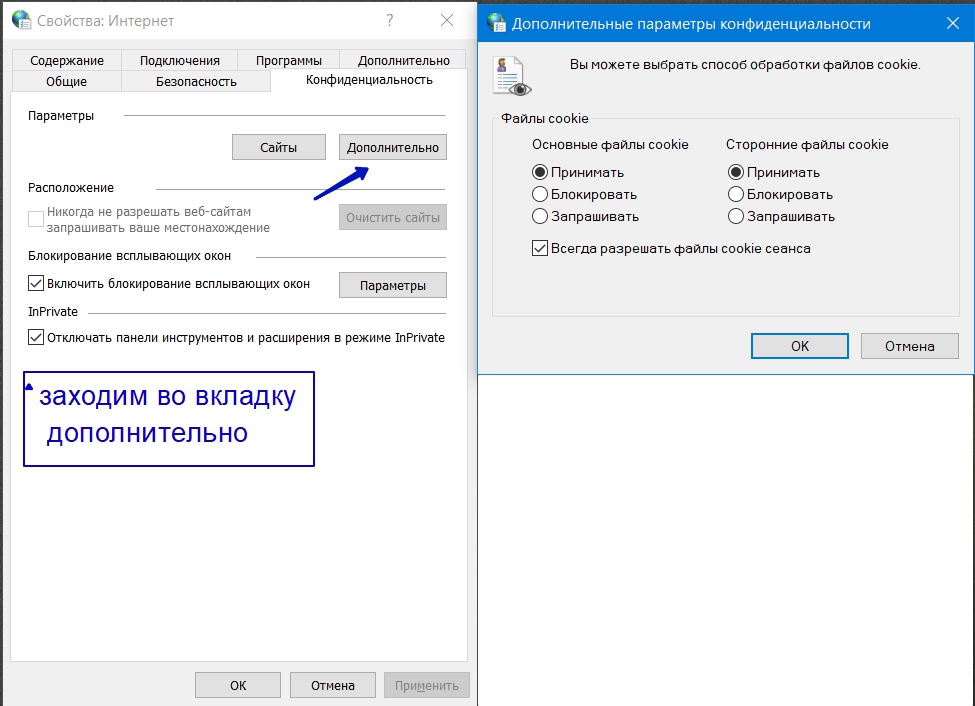 Свойства: Интернет
?
Содержание
Подключения
Программы
Дополнительно
Общие
Безопасность
Конфиденциальность
Параметры
Сайты
Дополнительно
Расположение
Никогда не разрешать веб-сайтам
запрашивать ваше местонахождение
Очистить сайты
Блокирование всплывающих окон
Включить блокирование всплывающих окон
Параметры
InPrivate
Отключать панели инструментов и расширения в режиме InPrivate
заходим во вкладку
дополнительно
ОК
Отмена
Применить
Дополнительные параметры конфиденциальности
Вы можете выбрать способ обработки файлов cookie.
Файлы cookie
Основные файлы cookie
Принимать
Блокировать
Запрашивать
Сторонние файлы cookie
Принимать
Блокировать
Запрашивать
Всегда разрешать файлы cookie сеанса
ОК
Отмена